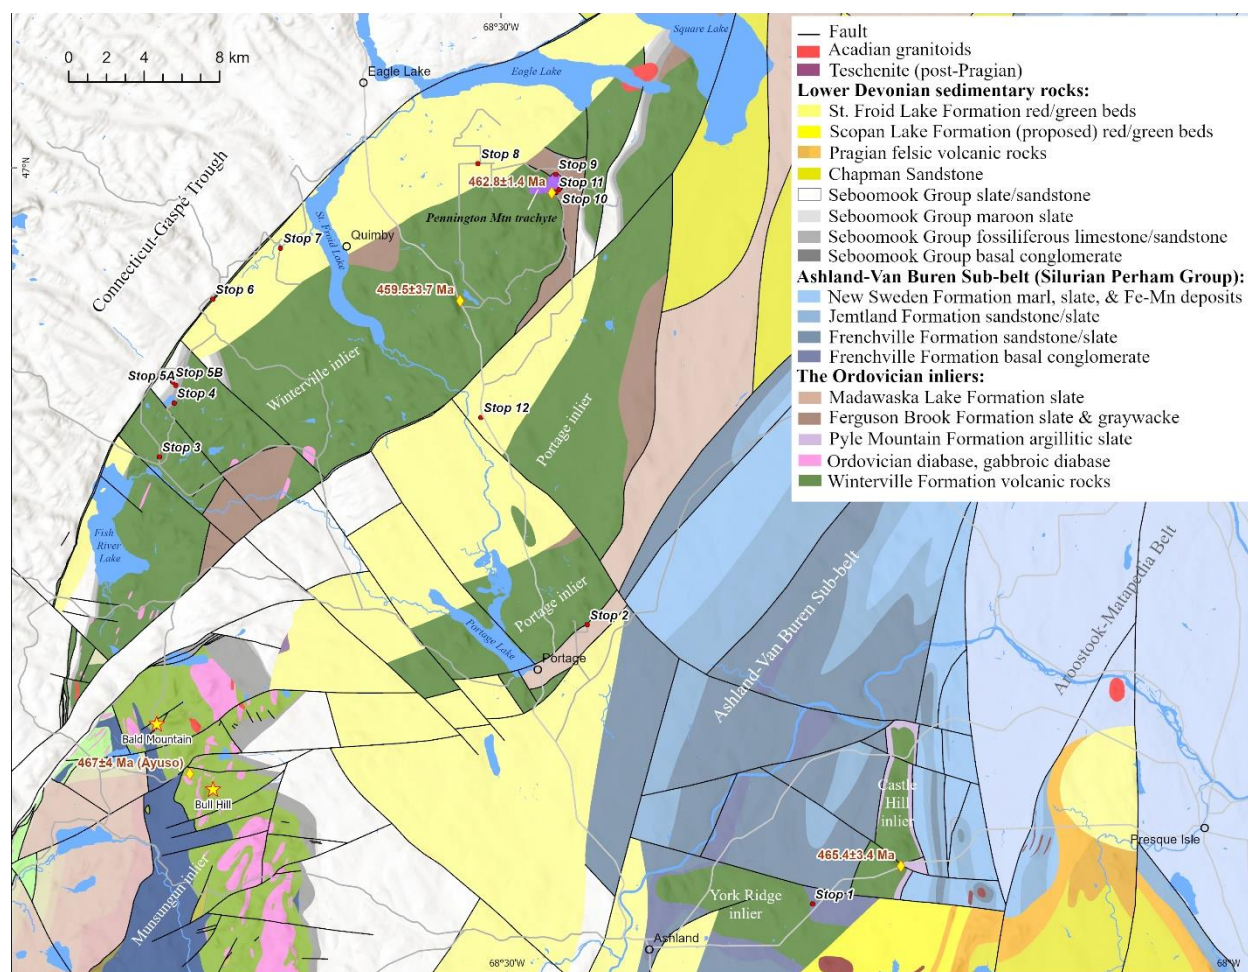 68°30'W
0 2 4 8 km
Eagle Lake
Eagle Lake
Square Lake
47°N
Connecticut-Gaspé Trough
St. Froid Lake
Quimby
Stop 8
Stop 9
462.8±1.4 Ma
Stop 11
Stop 10
Pennington Mtn trachyte
Stop 7
459.5±3.7 Ma
Stop 6
Stop 5A
Stop 5B
Stop 4
Winterville inlier
Stop 12
Portage inlier
Stop 3
Fish
River
Lake
Portage inlier
Stop 2
Portage Lake
Portage
Bald Mountain
467±4 Ma (Ayuso)
Bull Hill
Munsungun inlier
Ashland-Van Buren Sub-belt
Aroostook-Matapedia Belt
Castle
Hill
inlier
Presque Isle
465.4±3.4 Ma
York Ridge
inlier
Stop 1
Ashland
68°30'W
68°W
Fault
Acadian granitoids
Teschenite (post-Pragian)
Lower Devonian sedimentary rocks:
St. Froid Lake Formation red/green beds
Scopan Lake Formation (proposed) red/green beds
Pragian felsic volcanic rocks
Chapman Sandstone
Seboomook Group slate/sandstone
Seboomook Group maroon slate
Seboomook Group fossiliferous limestone/sandstone
Seboomook Group basal conglomerate
Ashland-Van Buren Sub-belt (Silurian Perham Group):
New Sweden Formation marl, slate, & Fe-Mn deposits
Jemtland Formation sandstone/slate
Frenchville Formation sandstone/slate
Frenchville Formation basal conglomerate
The Ordovician inliers:
Madawaska Lake Formation slate
Ferguson Brook Formation slate & graywacke
Pyle Mountain Formation argillitic slate
Ordovician diabase, gabbroic diabase
Winterville Formation volcanic rocks